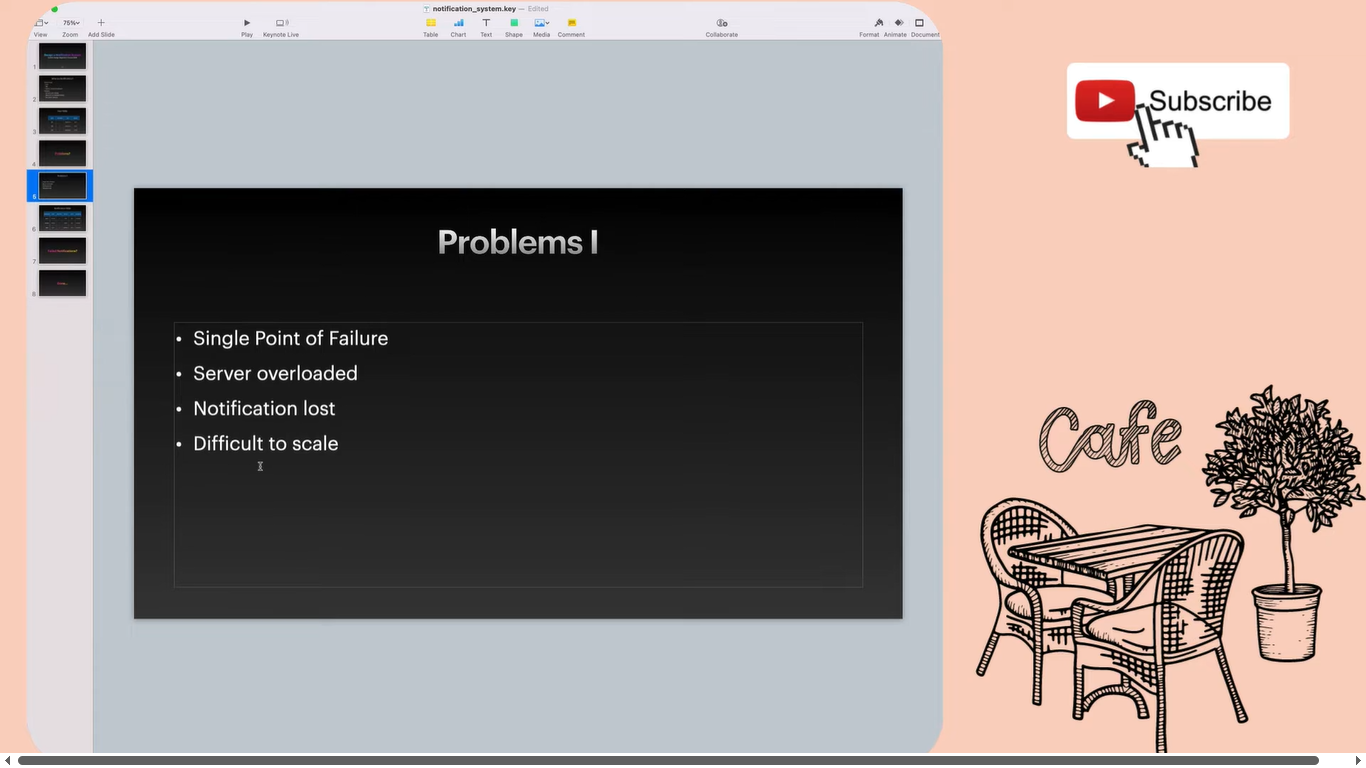 notification_system.key — Edited
View
75%
Zoom
Add Slide
Play
Keynote Live
Table
Chart
Text
Shape
Media
Comment
Collaborate
Format
Animate
Document
1
2
3
4
5
6
7
8
Problems I
• Single Point of Failure
• Server overloaded
• Notification lost
• Difficult to scale
Subscribe
Cafe